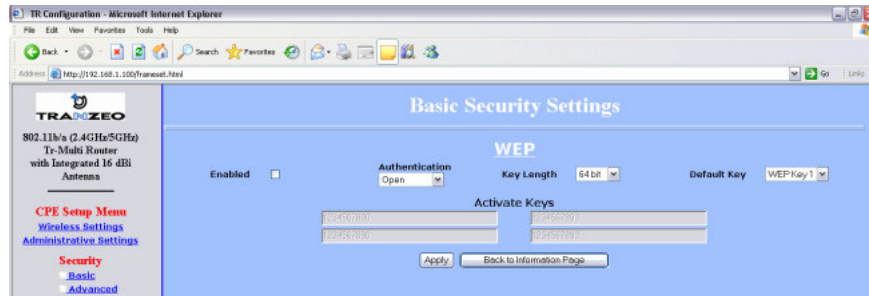 TR Configuration - Microsoft Internet Explorer
File Edit View Favorites Tools Help
Back Search Favorites
Address http://192.168.1.100/frameset.html Go Links
TRANZEO
802.11b/a (2.4GHz/5GHz)
Tr-Multi Router
with Integrated 16 dBi
Antenna
CPE Setup Menu
Wireless Settings
Administrative Settings
Security
Basic
Advanced
Basic Security Settings
WEP
Enabled Authentication Open Key Length 64 bit Default Key WEP Key 1
Activate Keys
1234567890 1234567890
1234567890 1234567890
Apply Back to Information Page